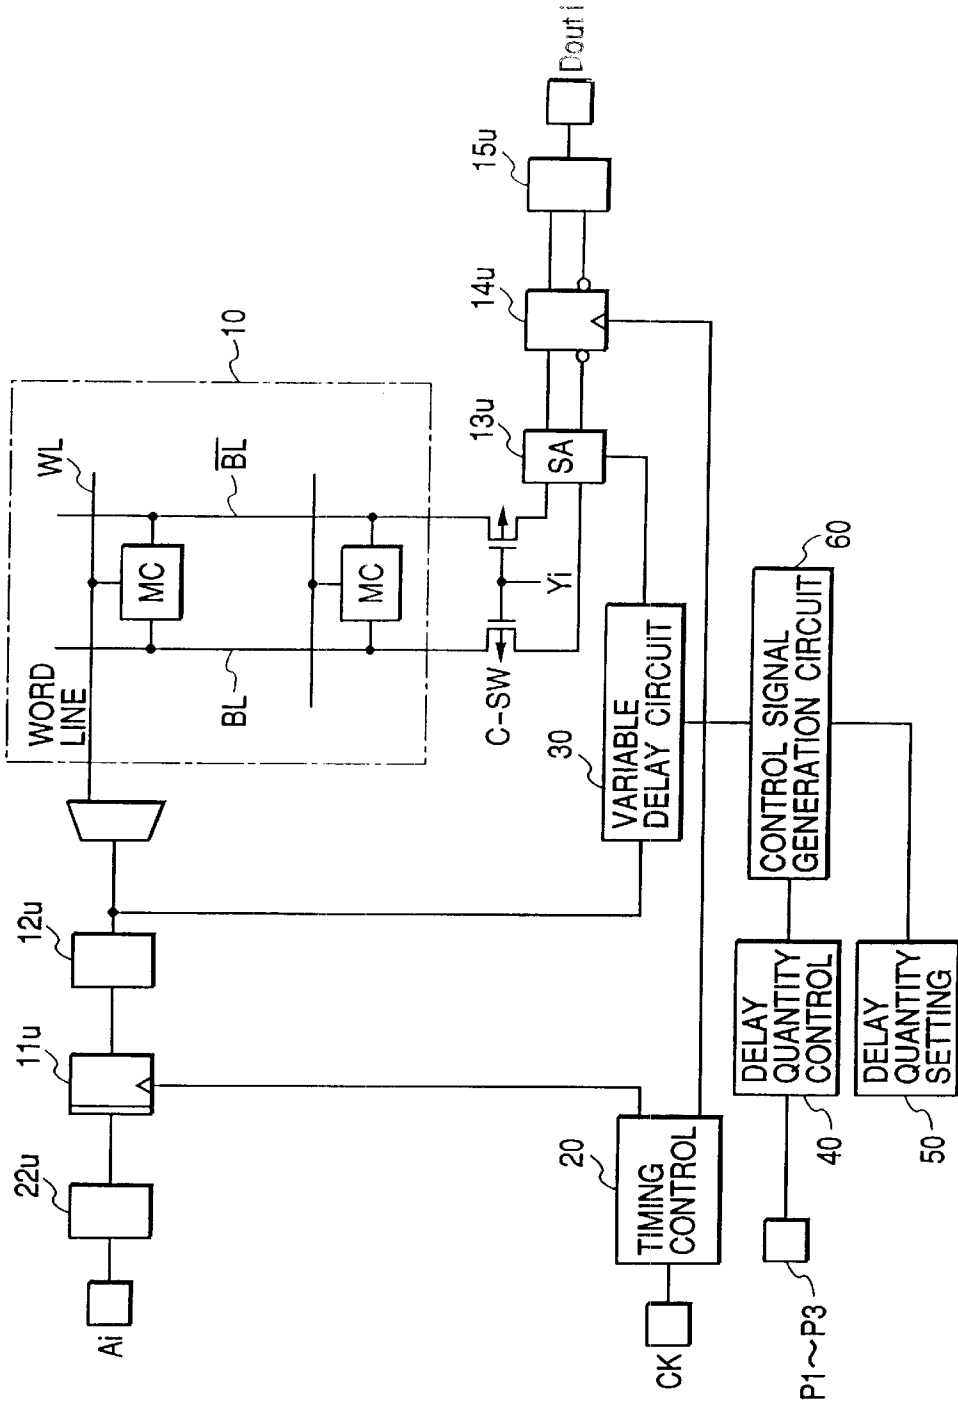 Ai
22u
11u
12u
WORD
LINE
WL
MC
MC
BL
BL
10
C-SW
Yi
13u
SA
14u
15u
Dout i
CK
20
TIMING
CONTROL
30
VARIABLE
DELAY CIRCUIT
P1～P3
40
DELAY
QUANTITY
CONTROL
50
DELAY
QUANTITY
SETTING
60
CONTROL SIGNAL
GENERATION CIRCUIT